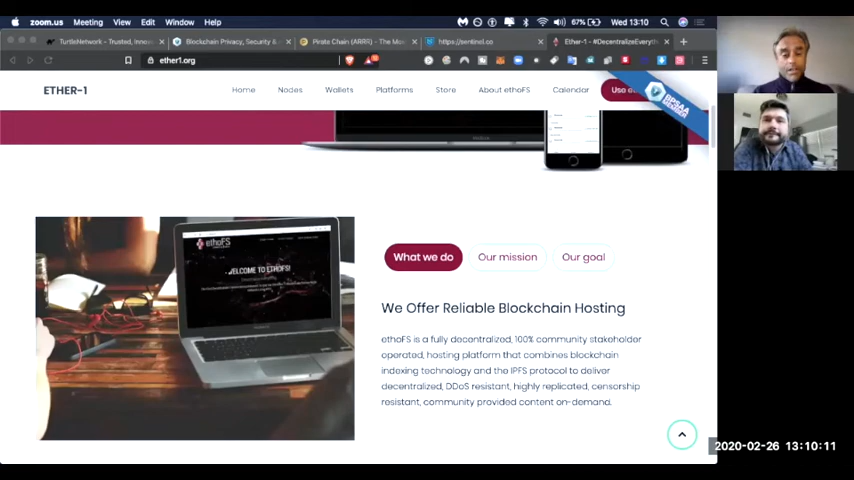 zoom.us Meeting View Edit Window Help
67% Wed 13:10
TurtleNetwork - Trusted, Innov
Blockchain Privacy, Security &
Pirate Chain (ARRR) - The Mo
https://sentinel.co
Ether-1 - #DecentralizeEveryth
ether1.org
ETHER-1
Home Nodes Wallets Platforms Store About ethoFS Calendar
BPSAA
MEMBER
ethoFS
WELCOME TO ETHOFS!
What we do Our mission Our goal
We Offer Reliable Blockchain Hosting
ethoFS is a fully decentralized, 100% community stakeholder
operated, hosting platform that combines blockchain
indexing technology and the IPFS protocol to deliver
decentralized, DDoS resistant, highly replicated, censorship
resistant, community provided content on-demand.
2020-02-26 13:10:11